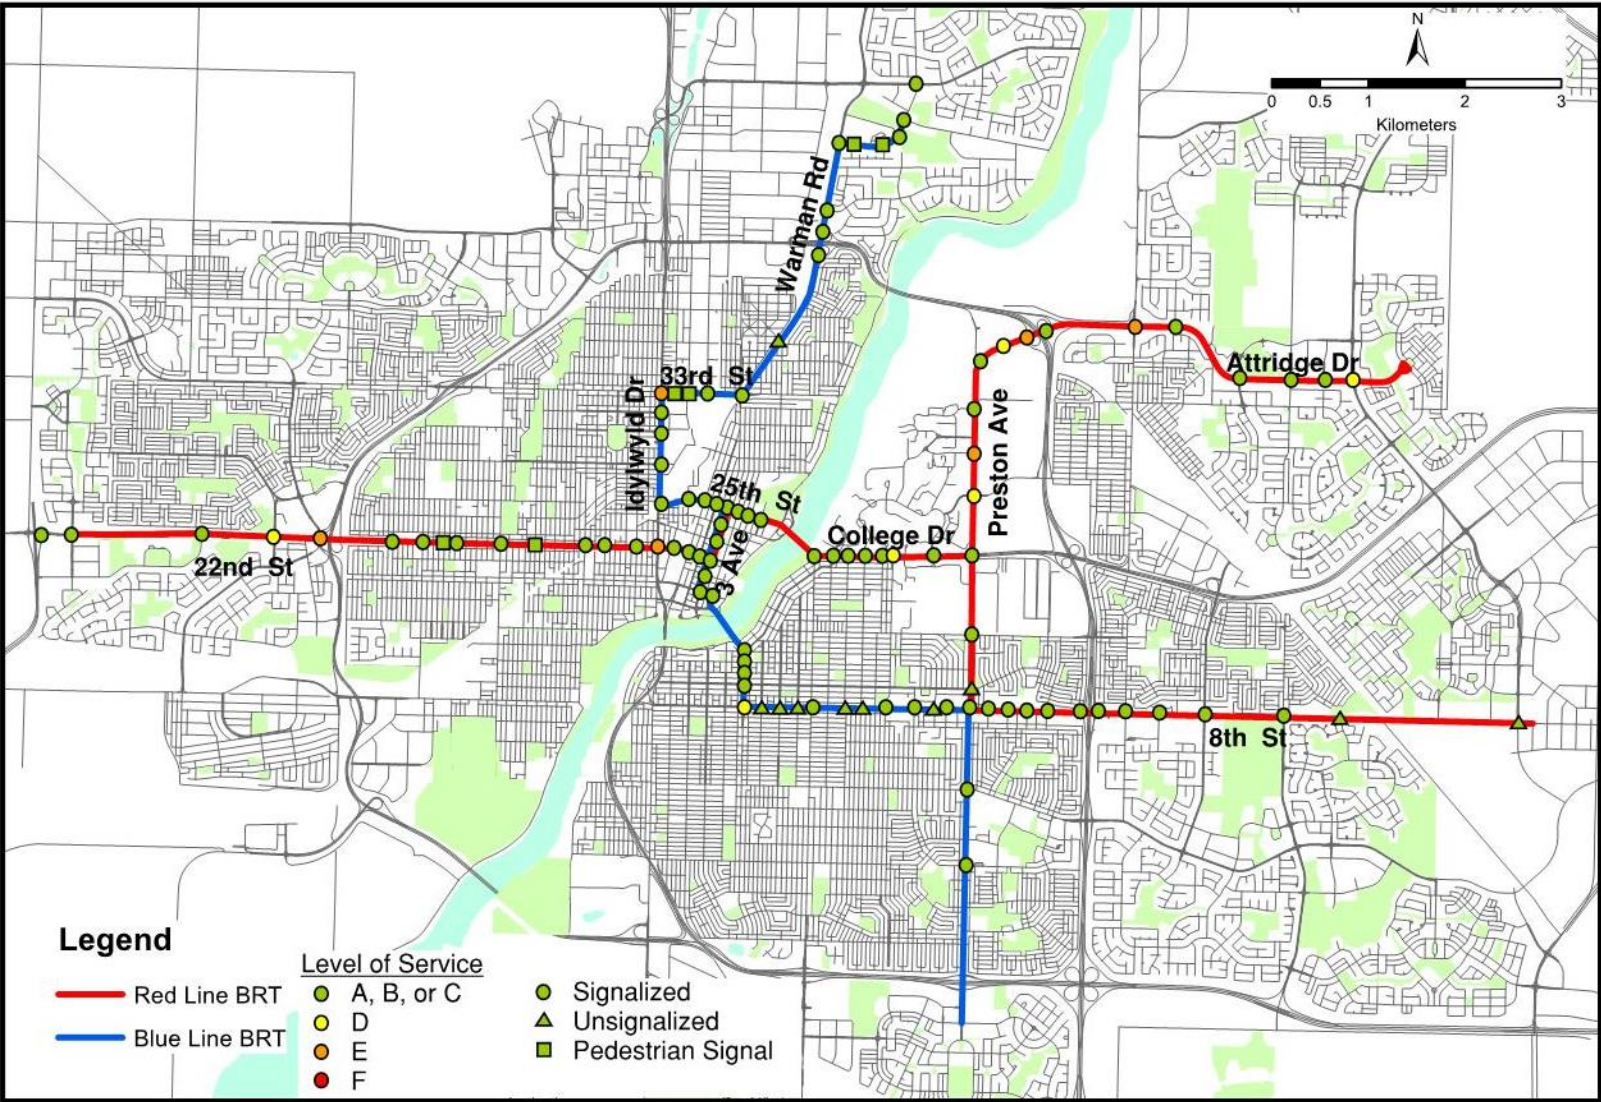 N
0 0.5 1 2 3
Kilometers
Warman Rd
33rd St
Attridge Dr
Idylwyld Dr
Preston Ave
25th St
College Dr
22nd St
3 Ave
8th St
Legend
Red Line BRT
Blue Line BRT
Level of Service
A, B, or C
D
E
F
Signalized
Unsignalized
Pedestrian Signal